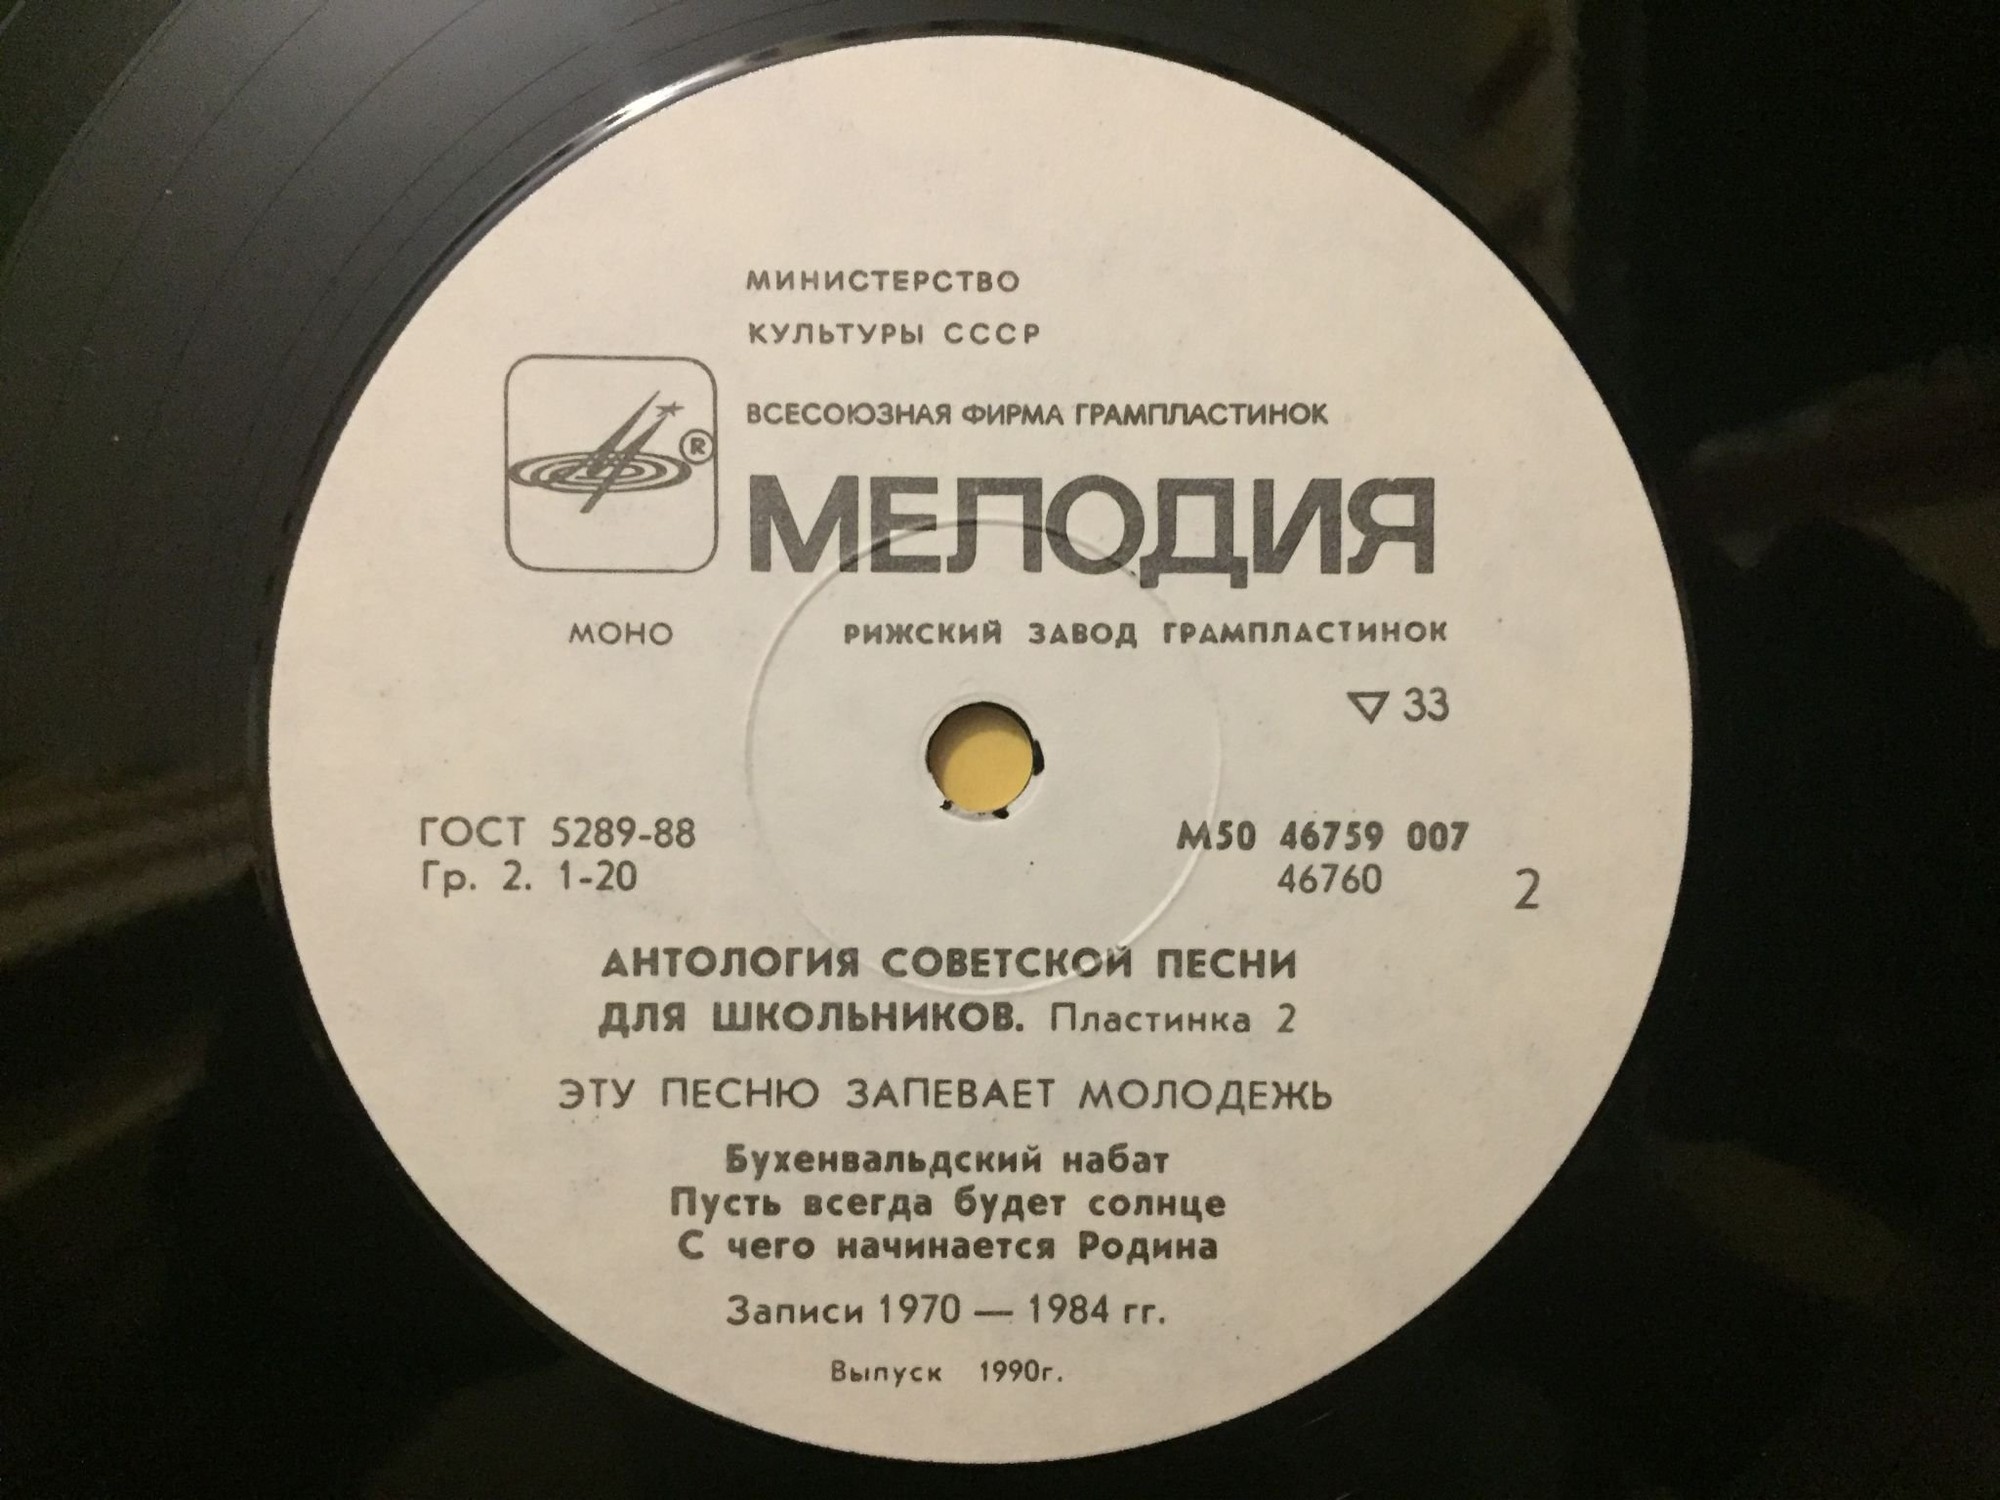 МИНИСТЕРСТВО
КУЛЬТУРЫ СССР
ВСЕСОЮЗНАЯ ФИРМА ГРАМПЛАСТИНОК
®
МЕЛОДИЯ
МОНО
РИЖСКИЙ ЗАВОД ГРАМПЛАСТИНОК
▽ 33
ГОСТ 5289-88
Гр. 2. 1-20
М50 46759 007
46760
2
АНТОЛОГИЯ СОВЕТСКОЙ ПЕСНИ
ДЛЯ ШКОЛЬНИКОВ. Пластинка 2
ЭТУ ПЕСНЮ ЗАПЕВАЕТ МОЛОДЕЖЬ
Бухенвальдский набат
Пусть всегда будет солнце
С чего начинается Родина
Записи 1970 — 1984 гг.
Выпуск 1990г.